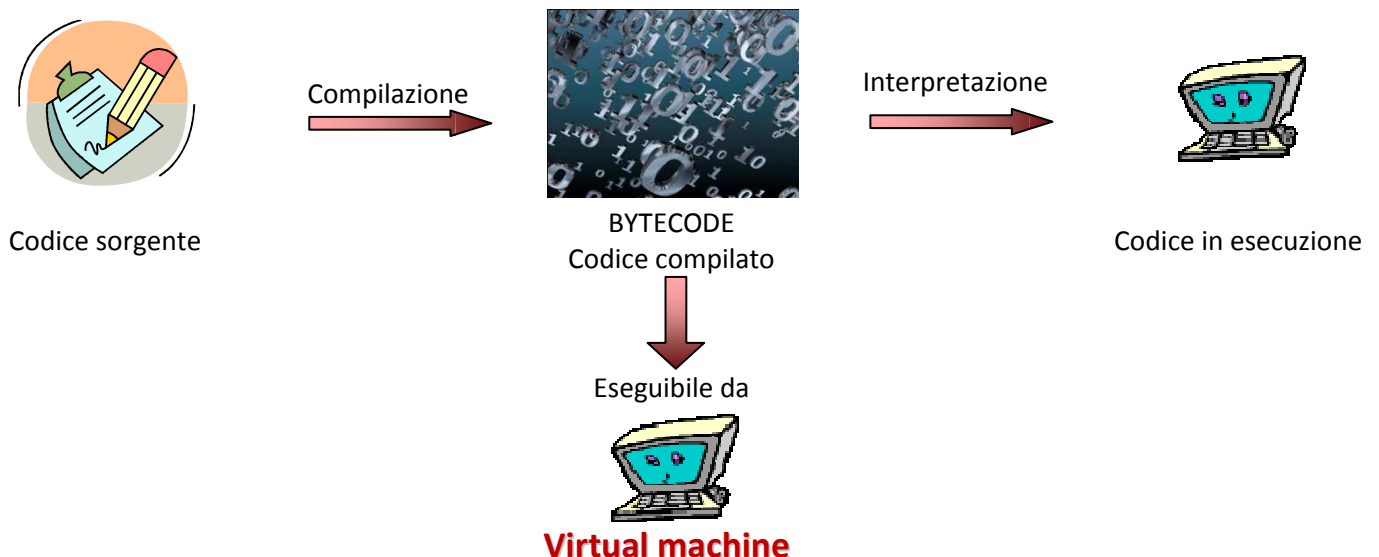 Compilazione
Interpretazione
Codice sorgente
BYTECODE
Codice compilato
Codice in esecuzione
Eseguibile da
Virtual machine